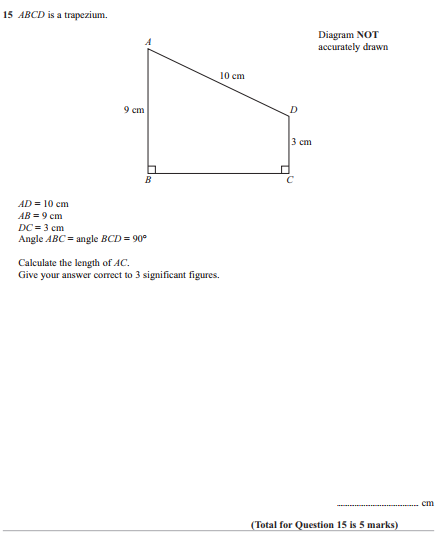 15 ABCD is a trapezium.
Diagram NOT
accurately drawn
A
10 cm
9 cm
D
3 cm
B
C
AD = 10 cm
AB = 9 cm
DC = 3 cm
Angle ABC = angle BCD = 90°
Calculate the length of AC.
Give your answer correct to 3 significant figures.
.............................. cm
(Total for Question 15 is 5 marks)